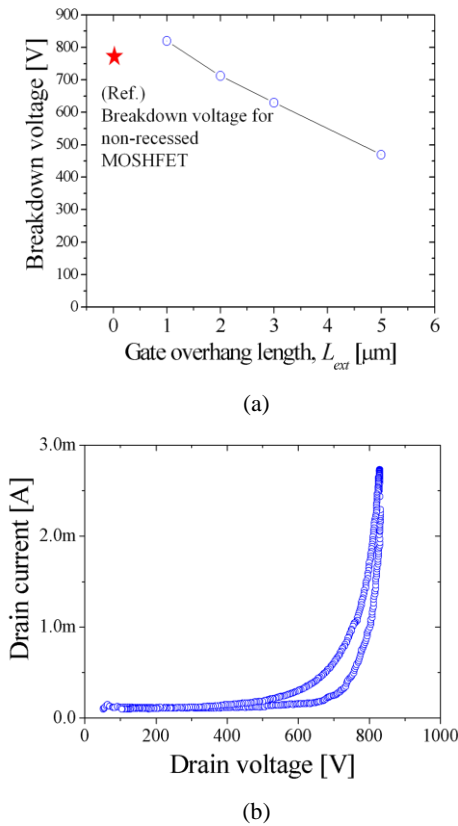 900
800
700
600
500
400
300
200
100
0
Breakdown voltage [V]
(Ref.)
Breakdown voltage for
non-recessed
MOSHFET
0 1 2 3 4 5 6
Gate overhang length, L_ext [μm]
(a)
3.0m
2.0m
1.0m
0.0
Drain current [A]
0 200 400 600 800 1000
Drain voltage [V]
(b)